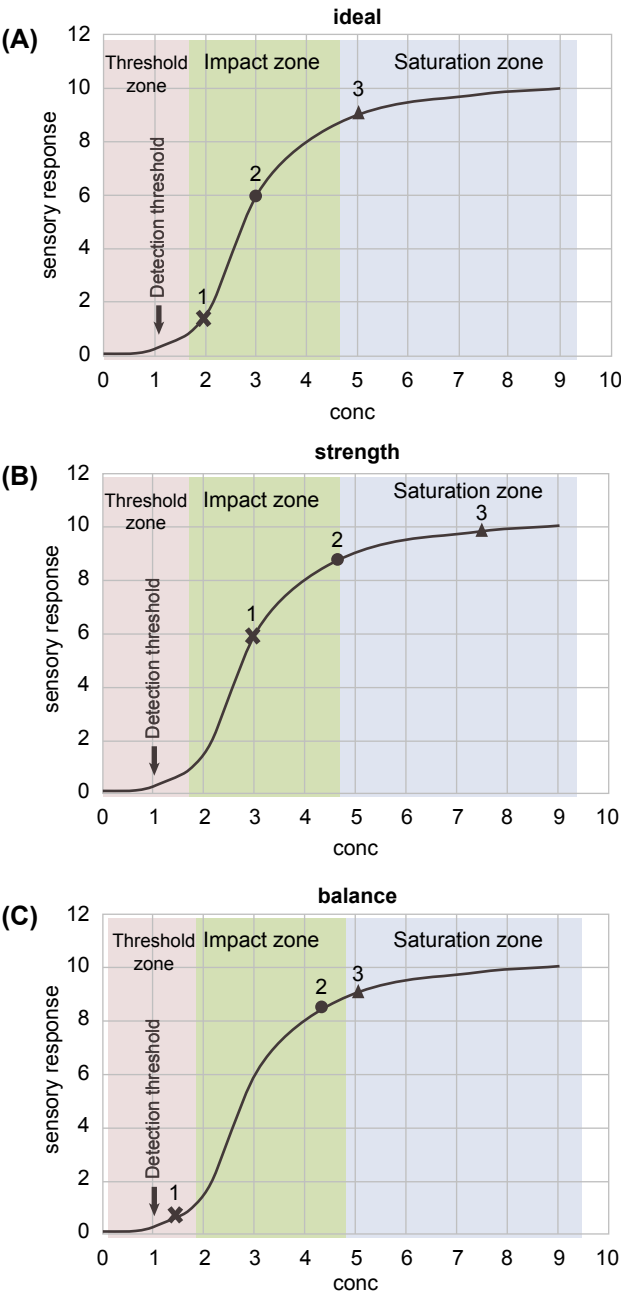 ideal
(A)
12
10
8
6
4
2
0
sensory response
Threshold
zone
Impact zone
Saturation zone
Detection threshold
1
2
3
0 1 2 3 4 5 6 7 8 9 10
conc
strength
(B)
12
10
8
6
4
2
0
sensory response
Threshold
zone
Impact zone
Saturation zone
Detection threshold
1
2
3
0 1 2 3 4 5 6 7 8 9 10
conc
balance
(C)
12
10
8
6
4
2
0
sensory response
Threshold
zone
Impact zone
Saturation zone
Detection threshold
1
2
3
0 1 2 3 4 5 6 7 8 9 10
conc